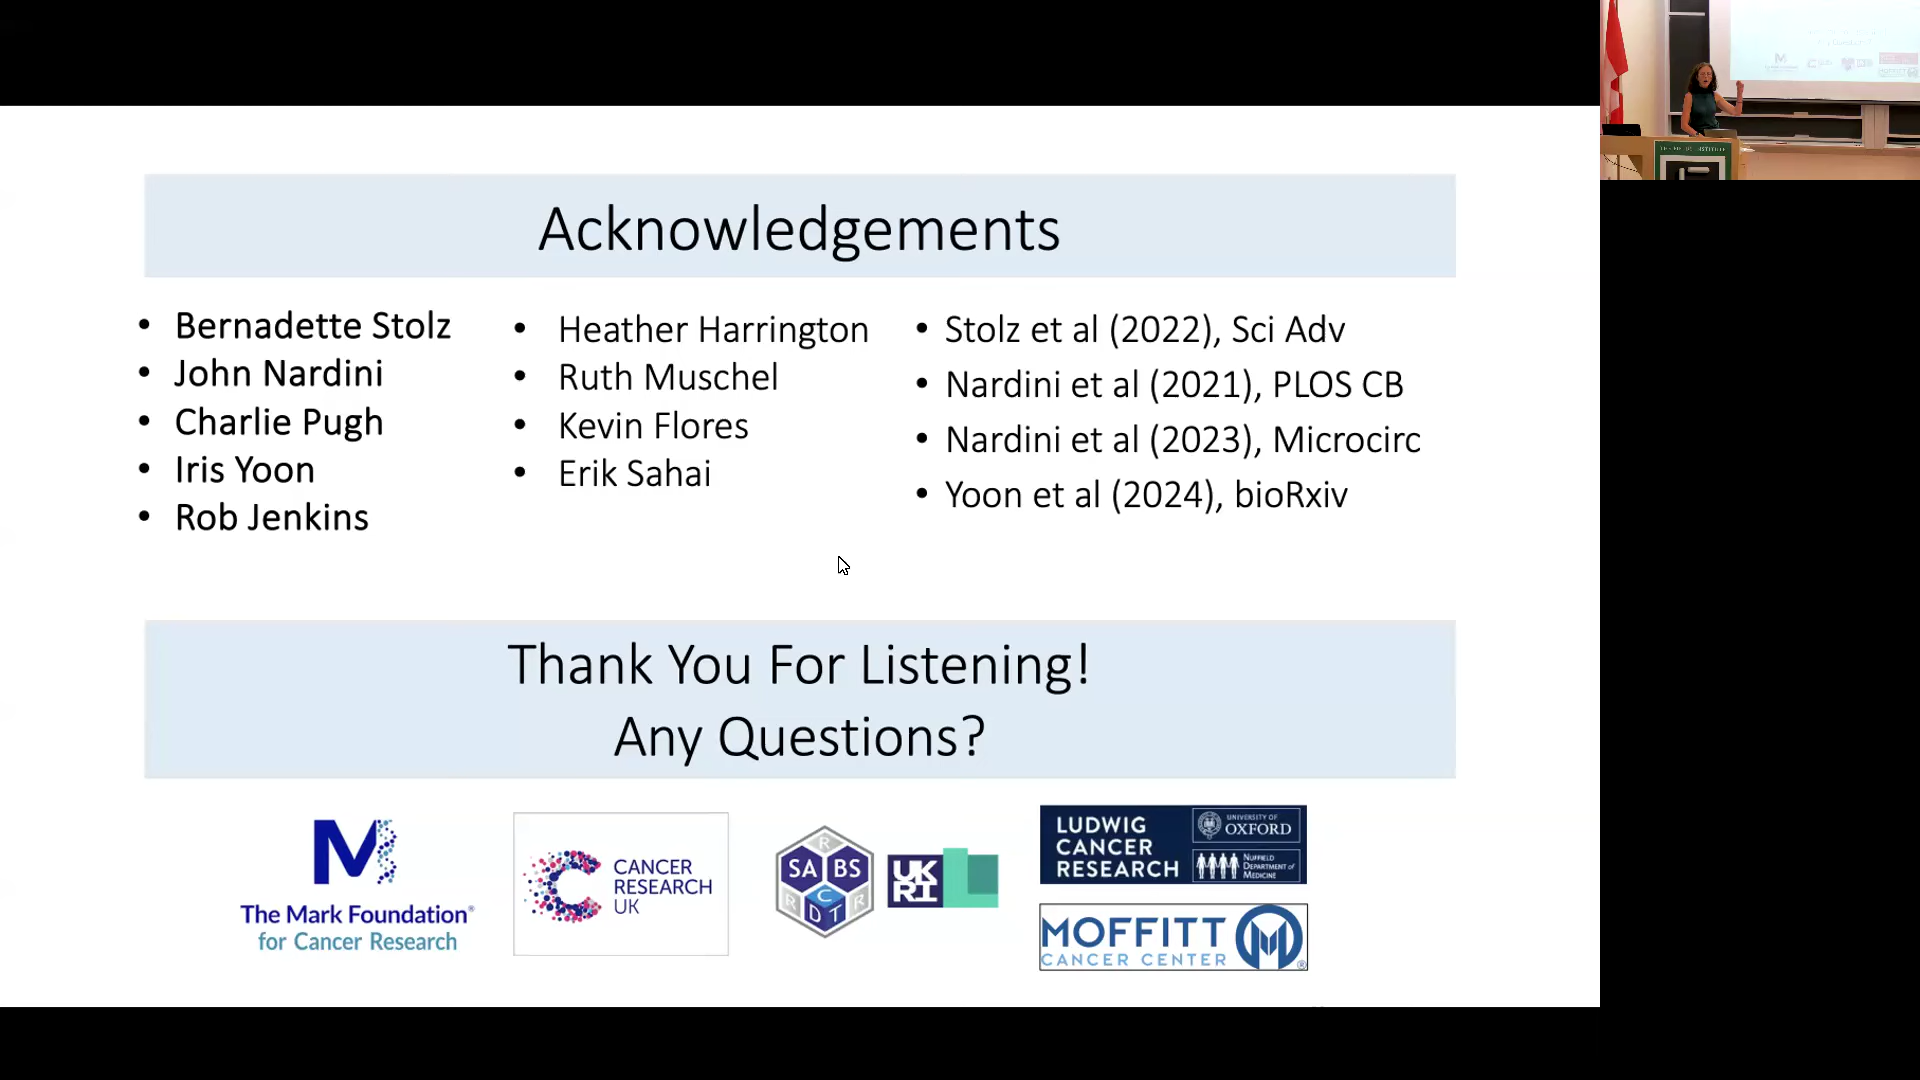 Acknowledgements
• Bernadette Stolz
• John Nardini
• Charlie Pugh
• Iris Yoon
• Rob Jenkins
• Heather Harrington
• Ruth Muschel
• Kevin Flores
• Erik Sahai
• Stolz et al (2022), Sci Adv
• Nardini et al (2021), PLOS CB
• Nardini et al (2023), Microcirc
• Yoon et al (2024), bioRxiv
Thank You For Listening!
Any Questions?
M
The Mark Foundation®
for Cancer Research
CANCER
RESEARCH
UK
R
SA BS
R C R
D T
UK
RI
LUDWIG
CANCER
RESEARCH
UNIVERSITY OF
OXFORD
NUFFIELD
DEPARTMENT OF
MEDICINE
MOFFITT
CANCER CENTER
M
®
THE FIELDS INSTITUTE